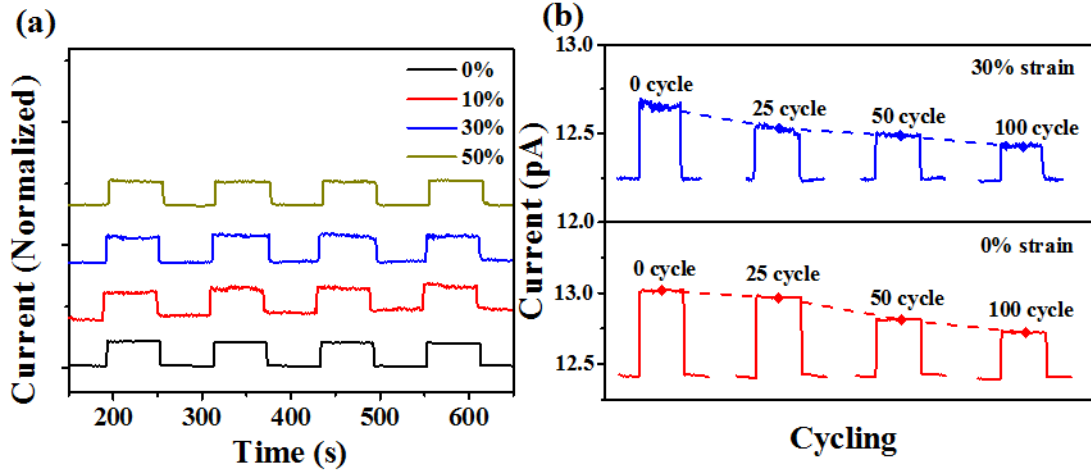 (a)
Current (Normalized)
0%
10%
30%
50%
200 300 400 500 600
Time (s)
(b)
Current (pA)
13.0
12.5
12.0
30% strain
0 cycle
25 cycle
50 cycle
100 cycle
13.0
12.5
0% strain
0 cycle
25 cycle
50 cycle
100 cycle
Cycling